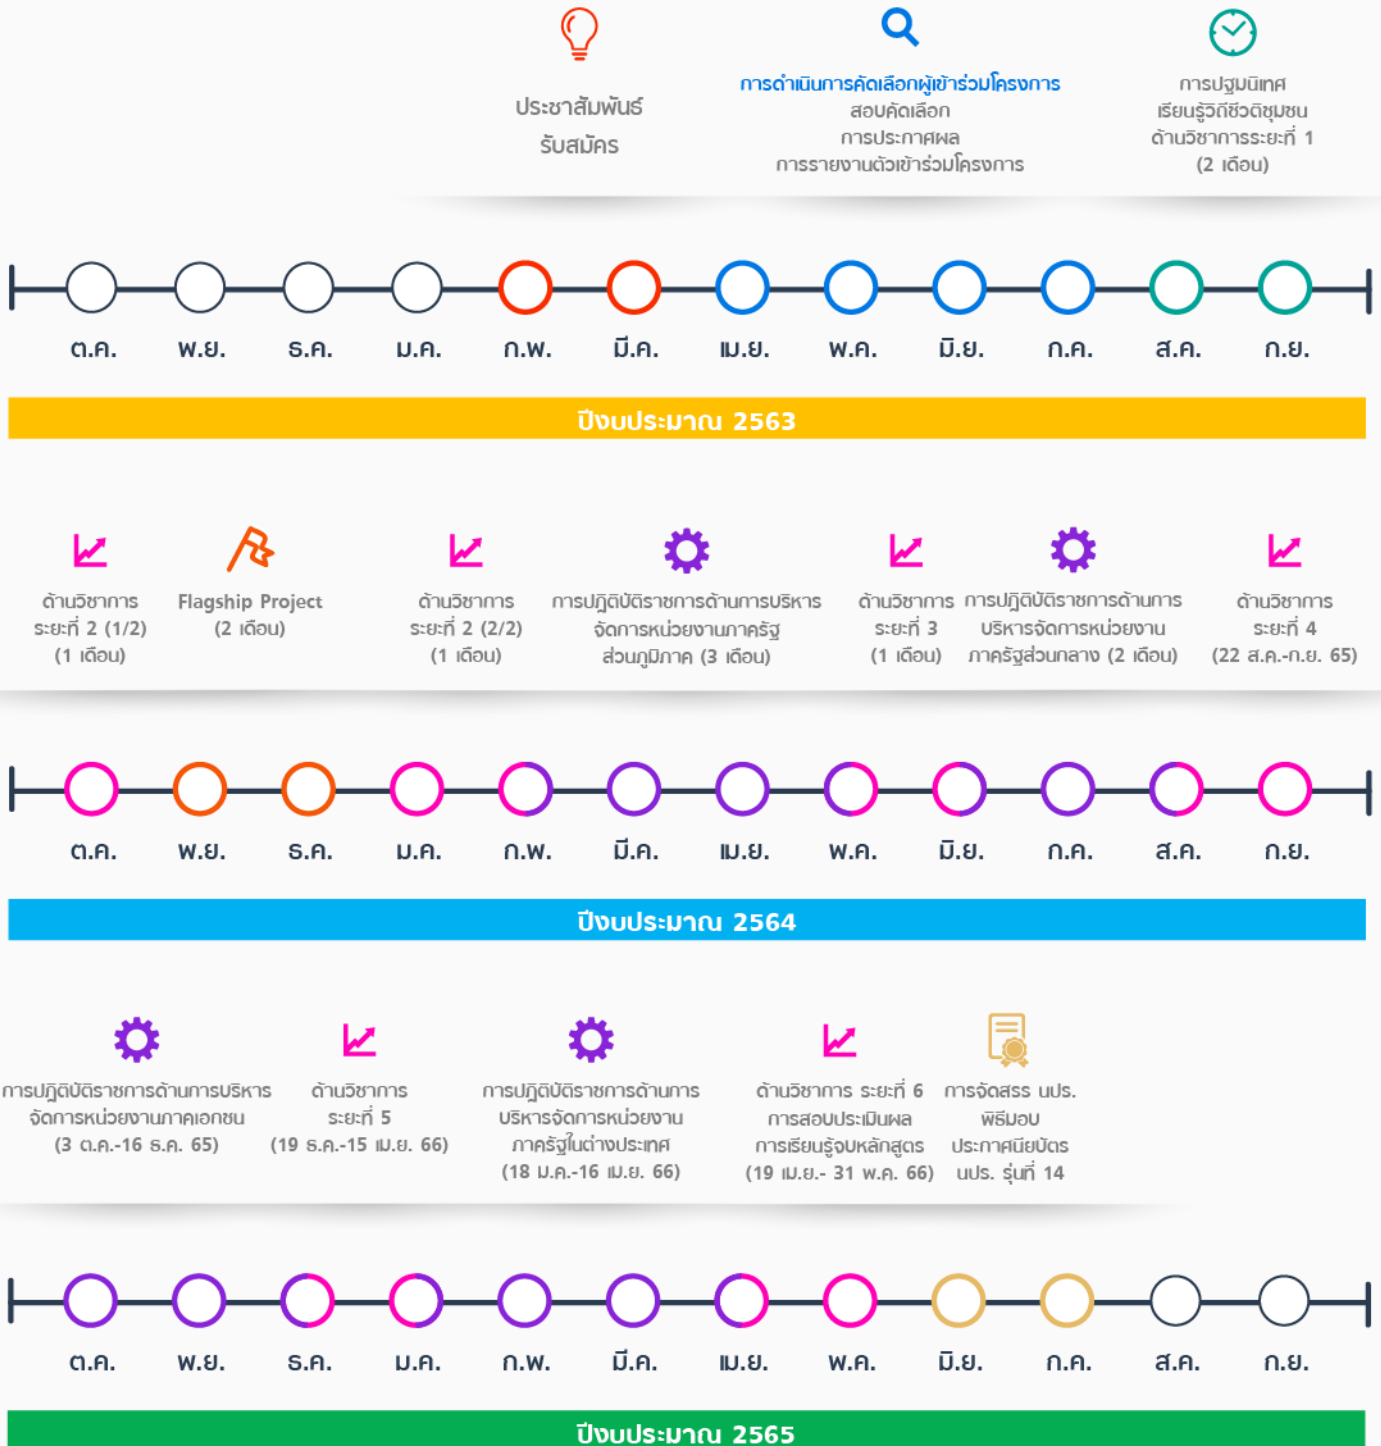 ประชาสัมพันธ์
รับสมัคร
การดำเนินการคัดเลือกผู้เข้าร่วมโครงการ
สอบคัดเลือก
การประกาศผล
การรายงานตัวเข้าร่วมโครงการ
การปฐมนิเทศ
เรียนรู้วิถีชีวติชุมชน
ด้านวิชาการระยะที่ 1
(2 เดือน)
ต.ค. พ.ย. ธ.ค. ม.ค. ก.พ. มี.ค. เม.ย. พ.ค. มิ.ย. ก.ค. ส.ค. ก.ย.
ปีงบประมาณ 2563
ด้านวิชาการ
ระยะที่ 2 (1/2)
(1 เดือน)
Flagship Project
(2 เดือน)
ด้านวิชาการ
ระยะที่ 2 (2/2)
(1 เดือน)
การปฎิติบัติราชการด้านการบริหาร
จัดการหน่วยงานภาครัฐ
ส่วนภูมิภาค (3 เดือน)
ด้านวิชาการ
ระยะที่ 3
(1 เดือน)
การปฎิติบัติราชการด้านการ
บริหารจัดการหน่วยงาน
ภาครัฐส่วนกลาง (2 เดือน)
ด้านวิชาการ
ระยะที่ 4
(22 ส.ค.-ก.ย. 65)
ต.ค. พ.ย. ธ.ค. ม.ค. ก.พ. มี.ค. เม.ย. พ.ค. มิ.ย. ก.ค. ส.ค. ก.ย.
ปีงบประมาณ 2564
การปฎิติบัติราชการด้านการบริหาร
จัดการหน่วยงานภาคเอกชน
(3 ต.ค.-16 ธ.ค. 65)
ด้านวิชาการ
ระยะที่ 5
(19 ธ.ค.-15 เม.ย. 66)
การปฎิติบัติราชการด้านการ
บริหารจัดการหน่วยงาน
ภาครัฐในต่างประเทศ
(18 ม.ค.-16 เม.ย. 66)
ด้านวิชาการ ระยะที่ 6
การสอบประเมินผล
การเรียนรู้จบหลักสูตร
(19 เม.ย.- 31 พ.ค. 66)
การจัดสรร นปร.
พิธีมอบ
ประกาศนียบัตร
นปร. รุ่นที่ 14
ต.ค. พ.ย. ธ.ค. ม.ค. ก.พ. มี.ค. เม.ย. พ.ค. มิ.ย. ก.ค. ส.ค. ก.ย.
ปีงบประมาณ 2565